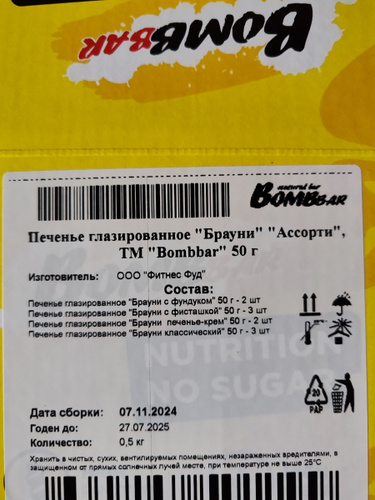 BOMBBAR
natural bar
BOMBBAR
Печенье глазированное "Брауни" "Ассорти",
ТМ "Bombbar" 50 г
Изготовитель: ООО "Фитнес Фуд"
Состав:
Печенье глазированное "Брауни с фундуком" 50 г - 2 шт
Печенье глазированное "Брауни с фисташкой" 50 г - 3 шт
Печенье глазированное "Брауни печенье-крем" 50 г - 2 шт
Печенье глазированное "Брауни классический" 50 г - 3 шт
NUTRITION
NO SUGAR
20
PAP
Дата сборки: 07.11.2024
Годен до: 27.07.2025
Количество: 0,5 кг
Хранить в чистых, сухих, вентилируемых помещениях, незараженных вредителями, в
защищенном от прямых солнечных лучей месте, при температуре не выше 25°С